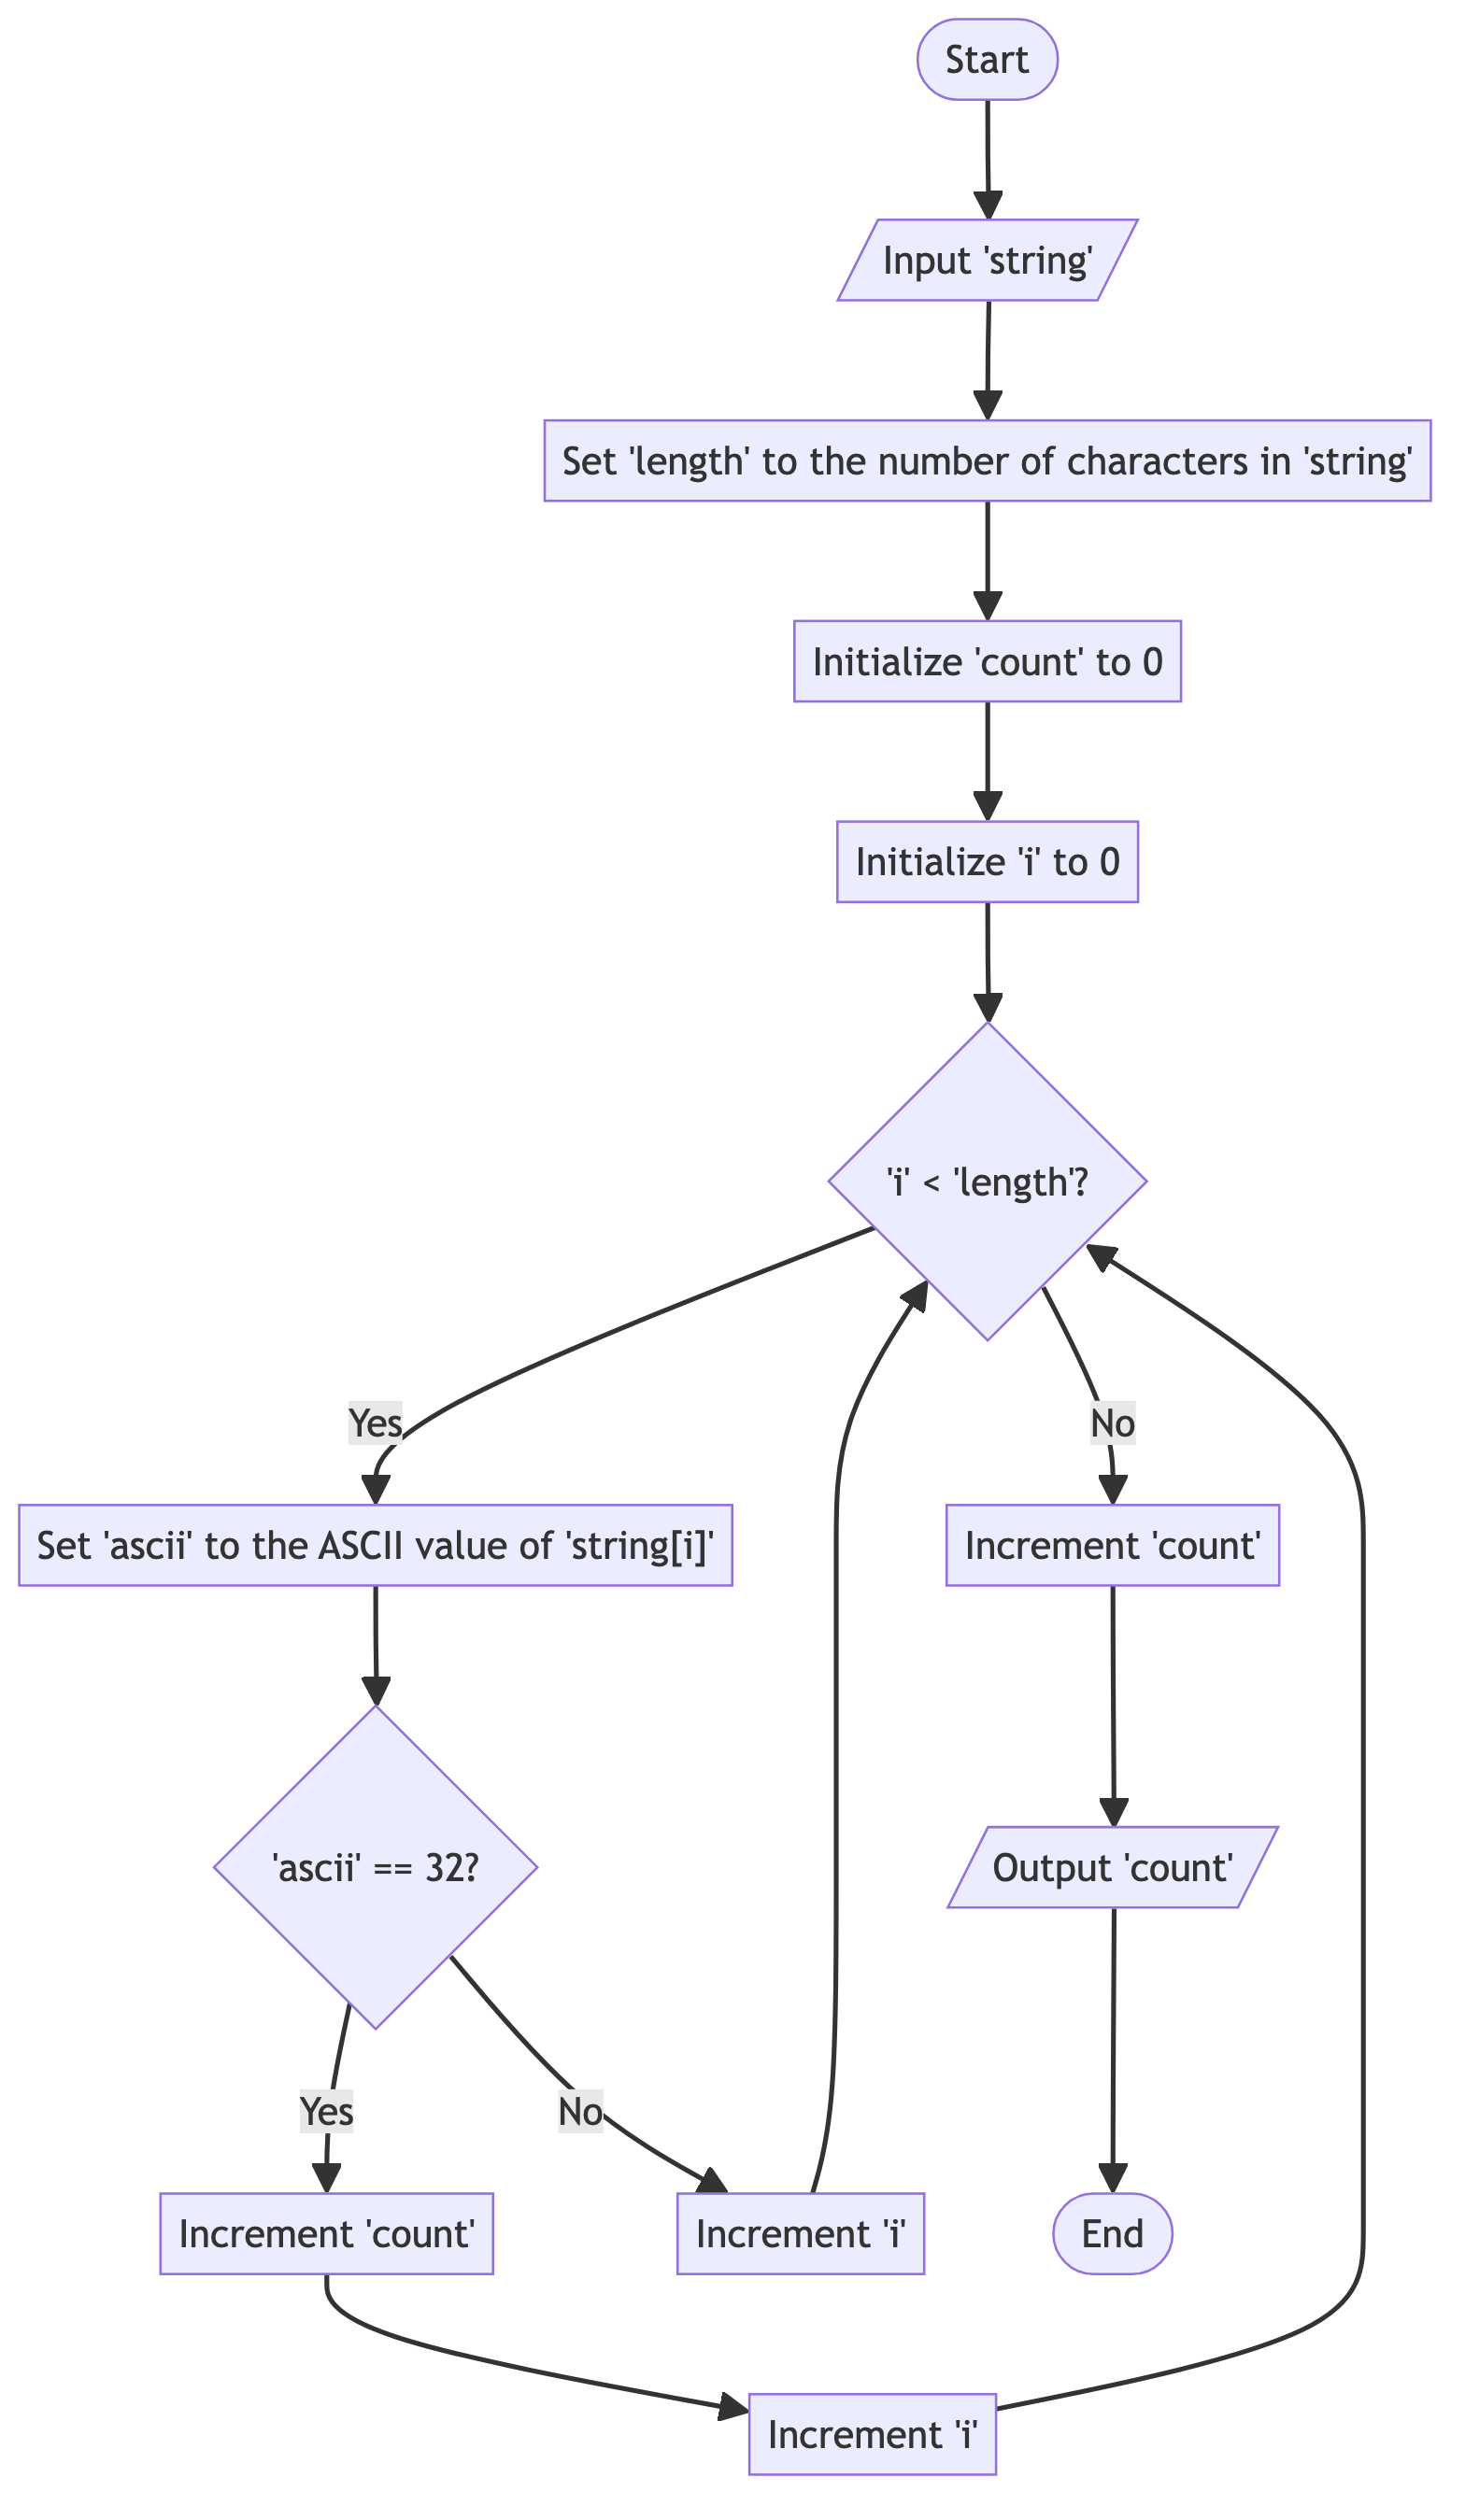 Start
Input 'string'
Set 'length' to the number of characters in 'string'
Initialize 'count' to 0
Initialize 'i' to 0
'i' < 'length'?
Yes
No
Set 'ascii' to the ASCII value of 'string[i]'
Increment 'count'
'ascii' == 32?
Output 'count'
Yes
No
Increment 'count'
Increment 'i'
End
Increment 'i'